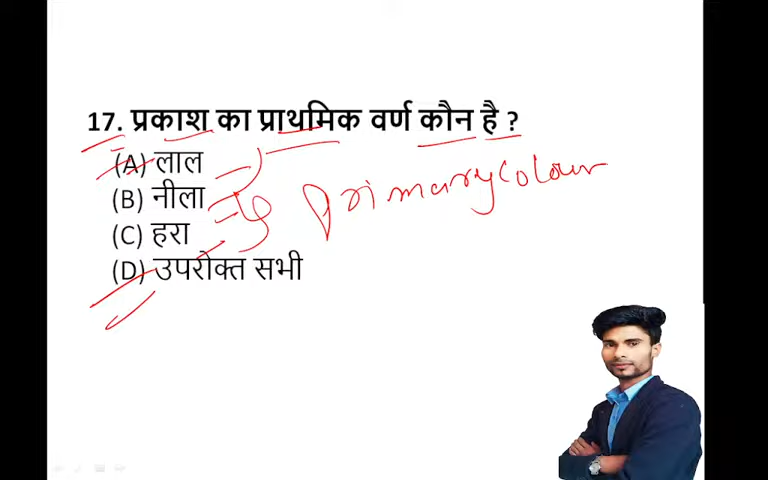 17. प्रकाश का प्राथमिक वर्ण कौन है ?
(A) लाल
(B) नीला
(C) हरा
(D) उपरोक्त सभी
Primary colour